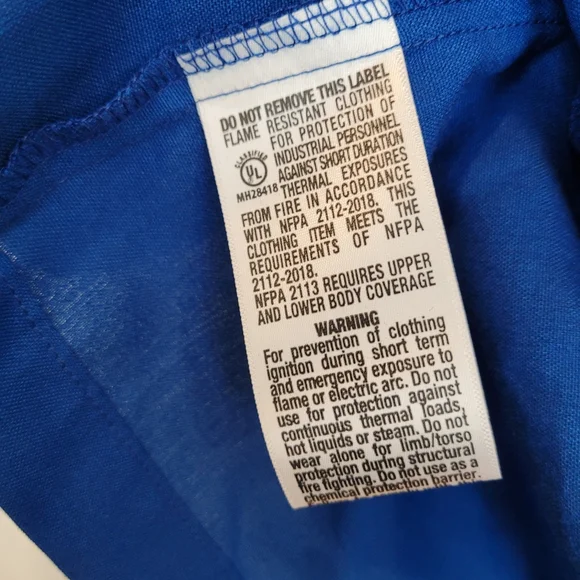 DO NOT REMOVE THIS LABEL
FLAME RESISTANT CLOTHING
FOR PROTECTION OF
INDUSTRIAL PERSONNEL
CLASSIFIED
UL
AGAINST SHORT DURATION
MH28418 THERMAL EXPOSURES
FROM FIRE IN ACCORDANCE
WITH NFPA 2112-2018. THIS
CLOTHING ITEM MEETS THE
REQUIREMENTS OF NFPA
2112-2018.
NFPA 2113 REQUIRES UPPER
AND LOWER BODY COVERAGE
WARNING
For prevention of clothing
ignition during short term
and emergency exposure to
flame or electric arc. Do not
use for protection against
continuous thermal loads,
hot liquids or steam. Do not
wear alone for limb/torso
protection during structural
fire fighting. Do not use as a
chemical protection barrier.